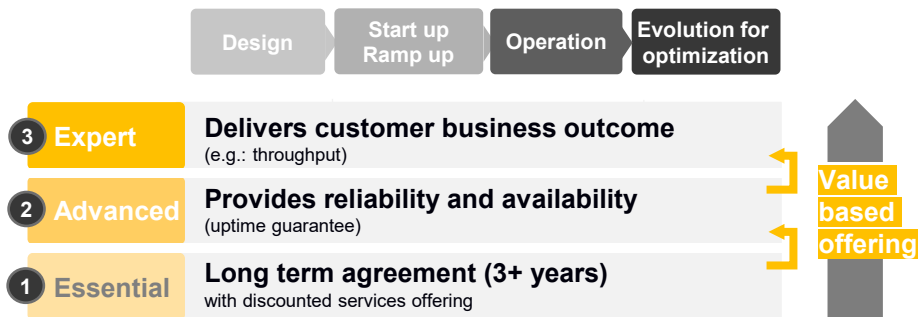 Design
Start up
Ramp up
Operation
Evolution for
optimization
3 Expert
Delivers customer business outcome
(e.g.: throughput)
2 Advanced
Provides reliability and availability
(uptime guarantee)
1 Essential
Long term agreement (3+ years)
with discounted services offering
Value
based
offering